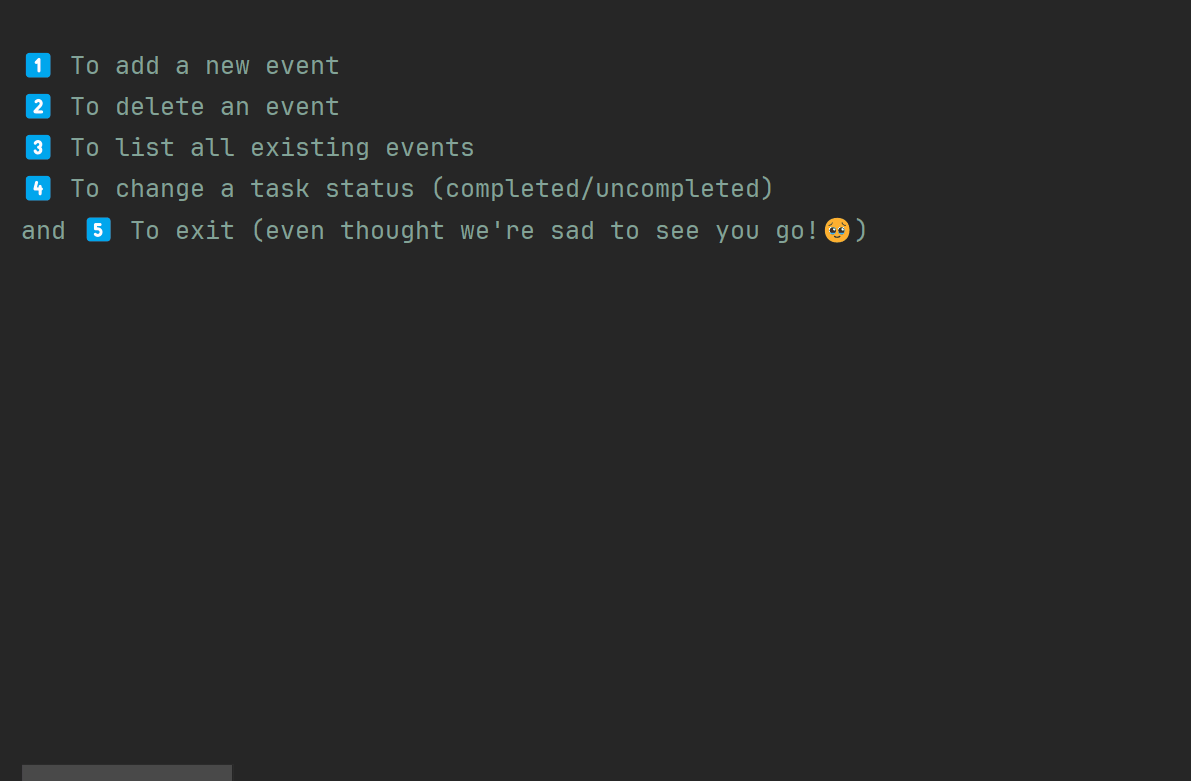 1️⃣ To add a new event
2️⃣ To delete an event
3️⃣ To list all existing events
4️⃣ To change a task status (completed/uncompleted)
and 5️⃣ To exit (even thought we're sad to see you go!🥺)